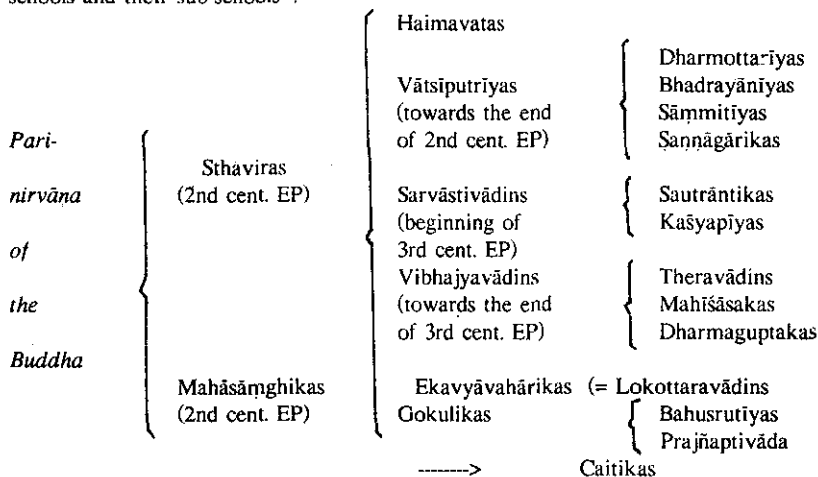 schools and their sub-schools :
Pari-
nirvāna
of
the
Buddha
Sthaviras
(2nd cent. EP)
Mahāsāṃghikas
(2nd cent. EP)
Haimavatas
Vātsīputrīyas
(towards the end
of 2nd cent. EP)
Dharmottarīyas
Bhadrayānīyas
Sāṃmitīyas
Ṣaṇṇāgārikas
Sarvāstivādins
(beginning of
3rd cent. EP)
Sautrāntikas
Kaśyapīyas
Vibhajyavādins
(towards the end
of 3rd cent. EP)
Theravādins
Mahīśāsakas
Dharmaguptakas
Ekavyāvahārikas (= Lokottaravādins
Gokulikas
Bahusrutīyas
Prajñaptivāda
--------> Caitikas